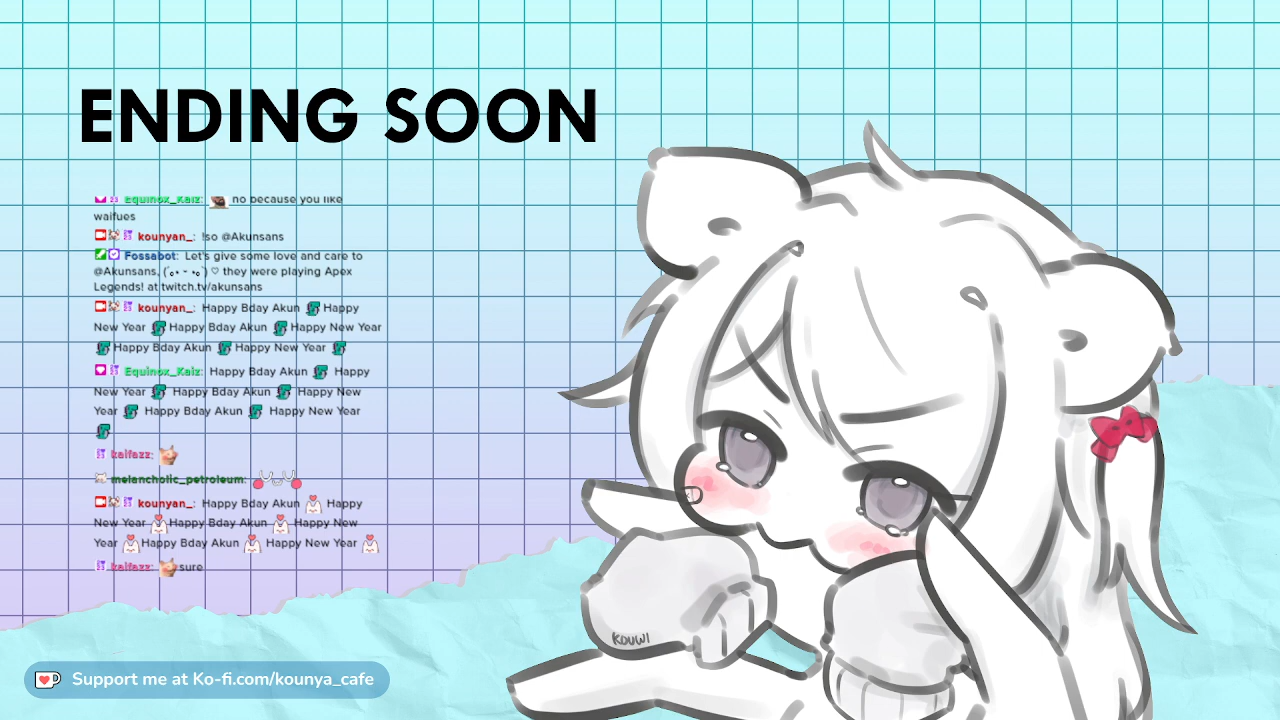 ENDING SOON
Equinox_Kaiz: no because you like
waifues
kounyan_: !so @Akunsans
Fossabot: Let's give some love and care to
@Akunsans, (´｡• ᵕ •｡`) ♡ they were playing Apex
Legends! at twitch.tv/akunsans
kounyan_: Happy Bday Akun Happy
New Year Happy Bday Akun Happy New Year
Happy Bday Akun Happy New Year
Equinox_Kaiz: Happy Bday Akun Happy
New Year Happy Bday Akun Happy New
Year Happy Bday Akun Happy New Year
kaifazz:
melancholic_petroleum:
kounyan_: Happy Bday Akun Happy
New Year Happy Bday Akun Happy New
Year Happy Bday Akun Happy New Year
kaifazz: sure
KOUWI
Support me at Ko-fi.com/kounya_cafe